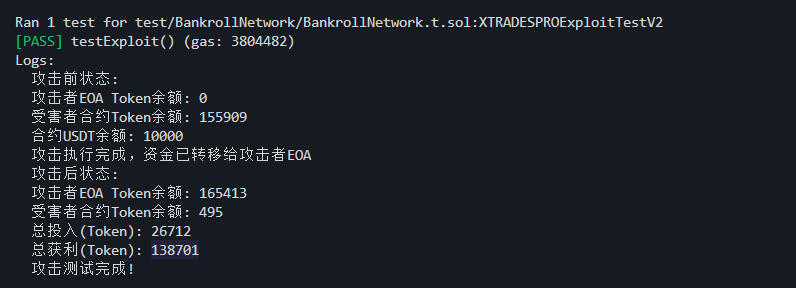 Ran 1 test for test/BankrollNetwork/BankrollNetwork.t.sol:XTRADESPROExploitTestV2
[PASS] testExploit() (gas: 3804482)
Logs:
攻击前状态:
攻击者EOA Token余额: 0
受害者合约Token余额: 155909
合约USDT余额: 10000
攻击执行完成，资金已转移给攻击者EOA
攻击后状态:
攻击者EOA Token余额: 165413
受害者合约Token余额: 495
总投入(Token): 26712
总获利(Token): 138701
攻击测试完成!